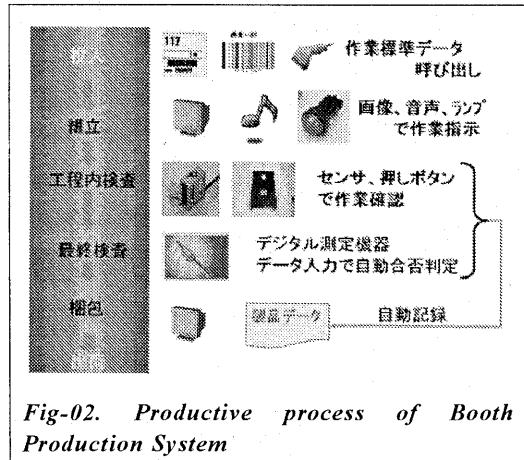 117
作業標準データ
呼び出し
組立
画像、音声、ランプ
で作業指示
工程内検査
センサ、押しボタン
で作業確認
最終検査
デジタル測定機器
データ入力で自動合否判定
梱包
製品データ
自動記録
Fig-02. Productive process of Booth
Production System